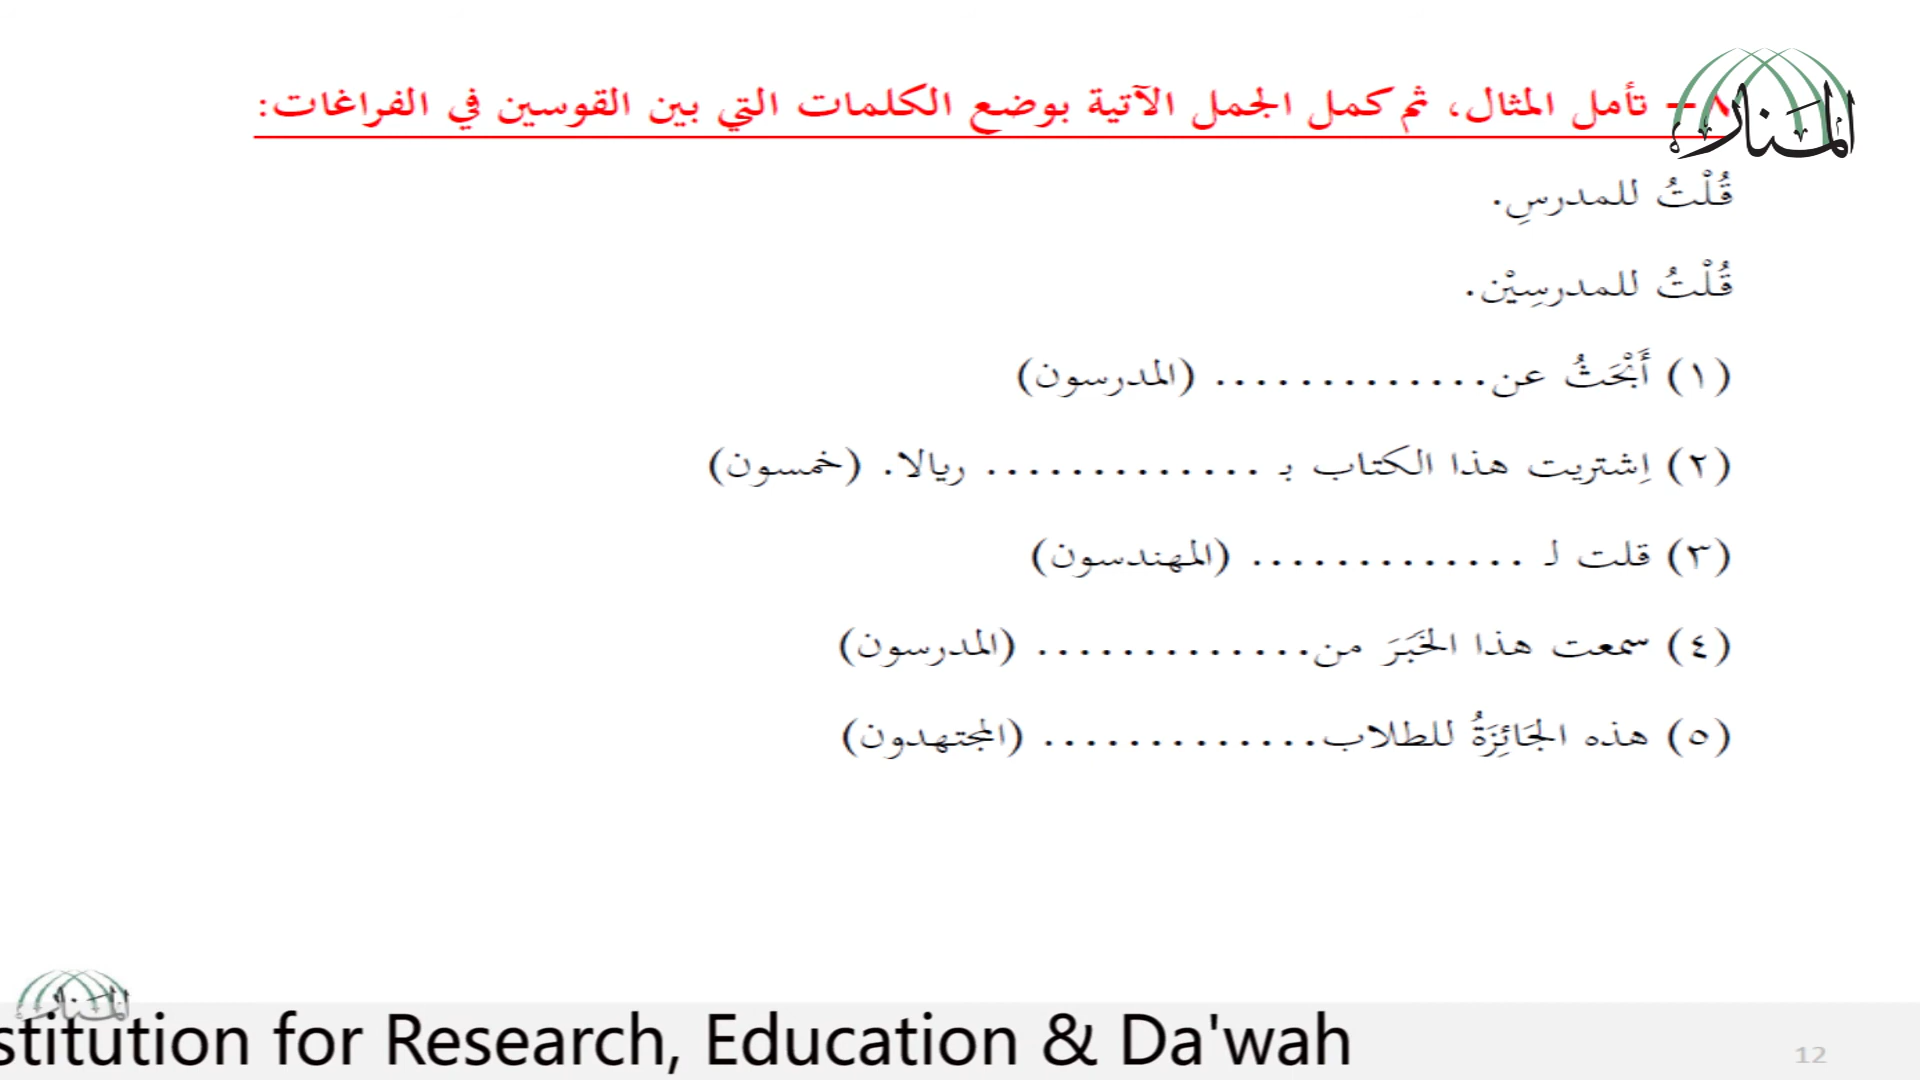 ٨ – تأمل المثال، ثم كمل الجمل الآتية بوضع الكلمات التي بين القوسين في الفراغات:
المنار
قُلْتُ للمدرسِ.
قُلْتُ للمدرسِيْن.
(١) أَبْحَثُ عن............. (المدرسون)
(٢) اِشتريت هذا الكتاب بـ ............. ريالا. (خمسون)
(٣) قلت لـ ............. (المهندسون)
(٤) سمعت هذا الخَبَرَ من............. (المدرسون)
(٥) هذه الجَائِزَةُ للطلاب............. (المجتهدون)
المنار
stitution for Research, Education & Da'wah
12